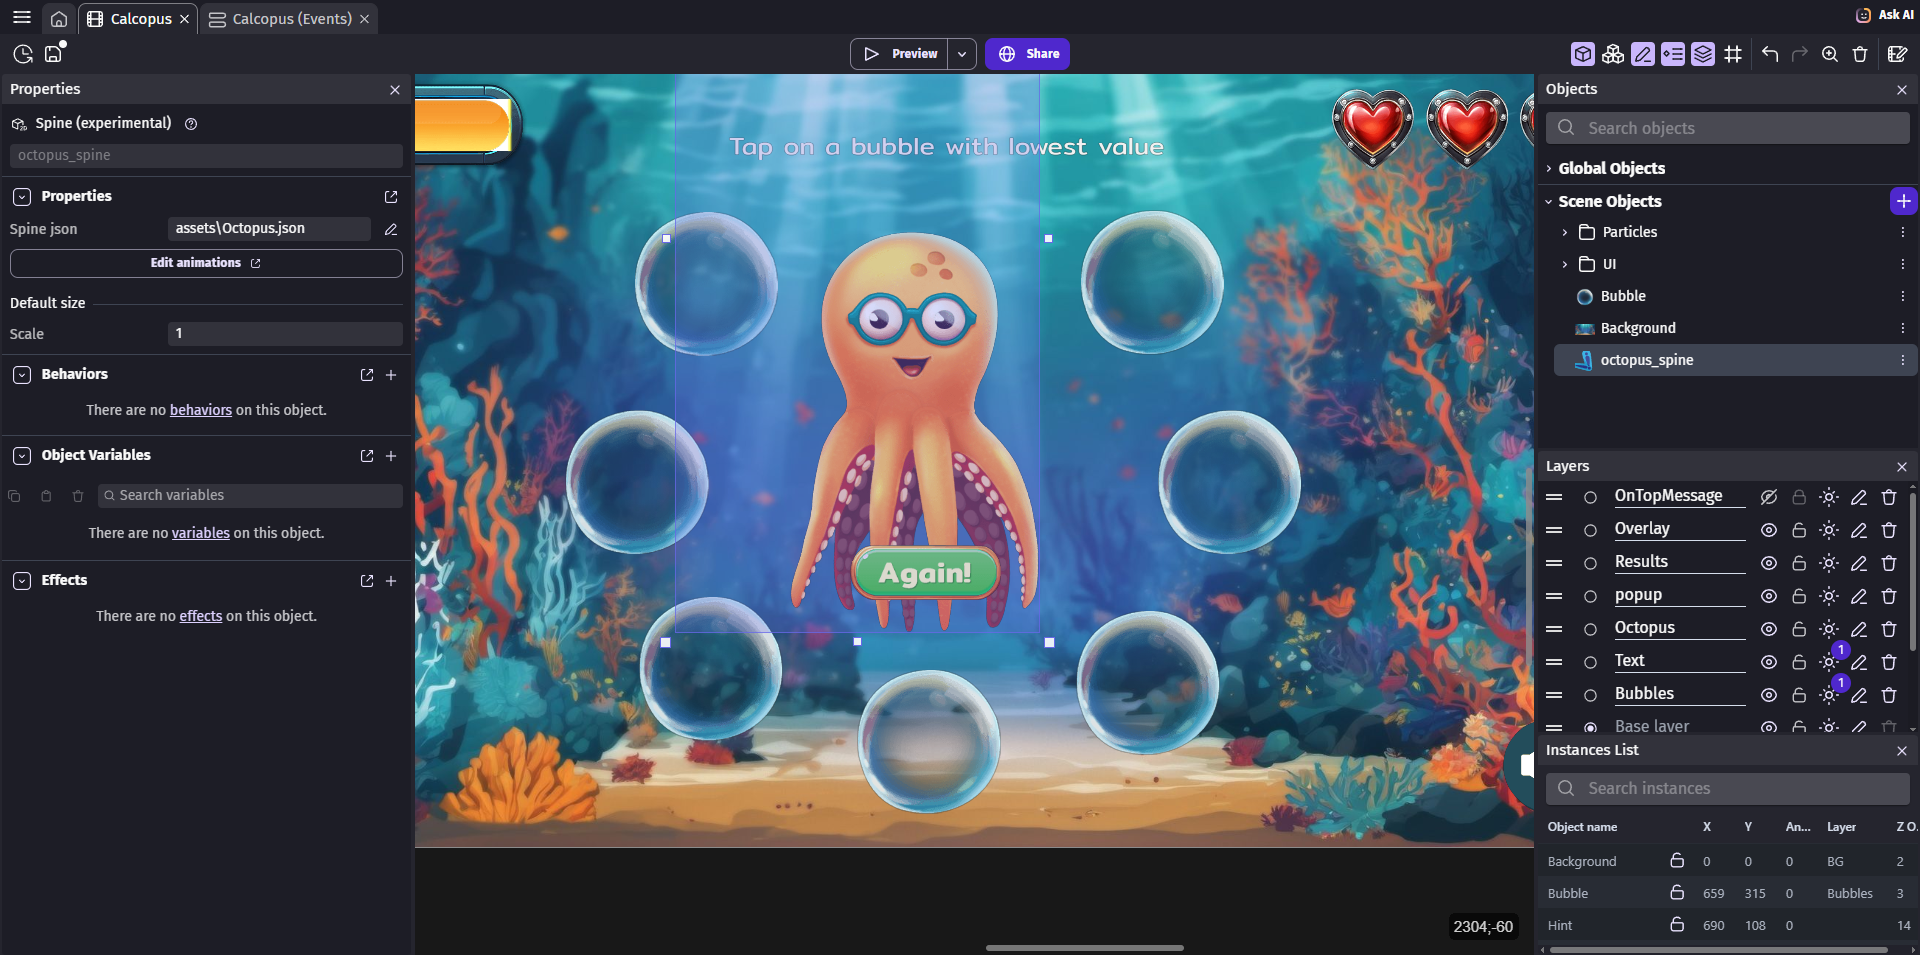 Calcopus
Calcopus (Events)
Ask AI
Preview
Share
Properties
Spine (experimental)
octopus_spine
Properties
Spine json
assets\Octopus.json
Edit animations
Default size
Scale
1
Behaviors
There are no behaviors on this object.
Object Variables
Search variables
There are no variables on this object.
Effects
There are no effects on this object.
Tap on a bubble with lowest value
Again!
2304;-60
Objects
Search objects
Global Objects
Scene Objects
Particles
UI
Bubble
Background
octopus_spine
Layers
OnTopMessage
Overlay
Results
popup
Octopus
1
Text
1
Bubbles
Base layer
Instances List
Search instances
Object name X Y An... Layer Z O.
Background 0 0 0 BG 2
Bubble 659 315 0 Bubbles 3
Hint 690 108 0 14